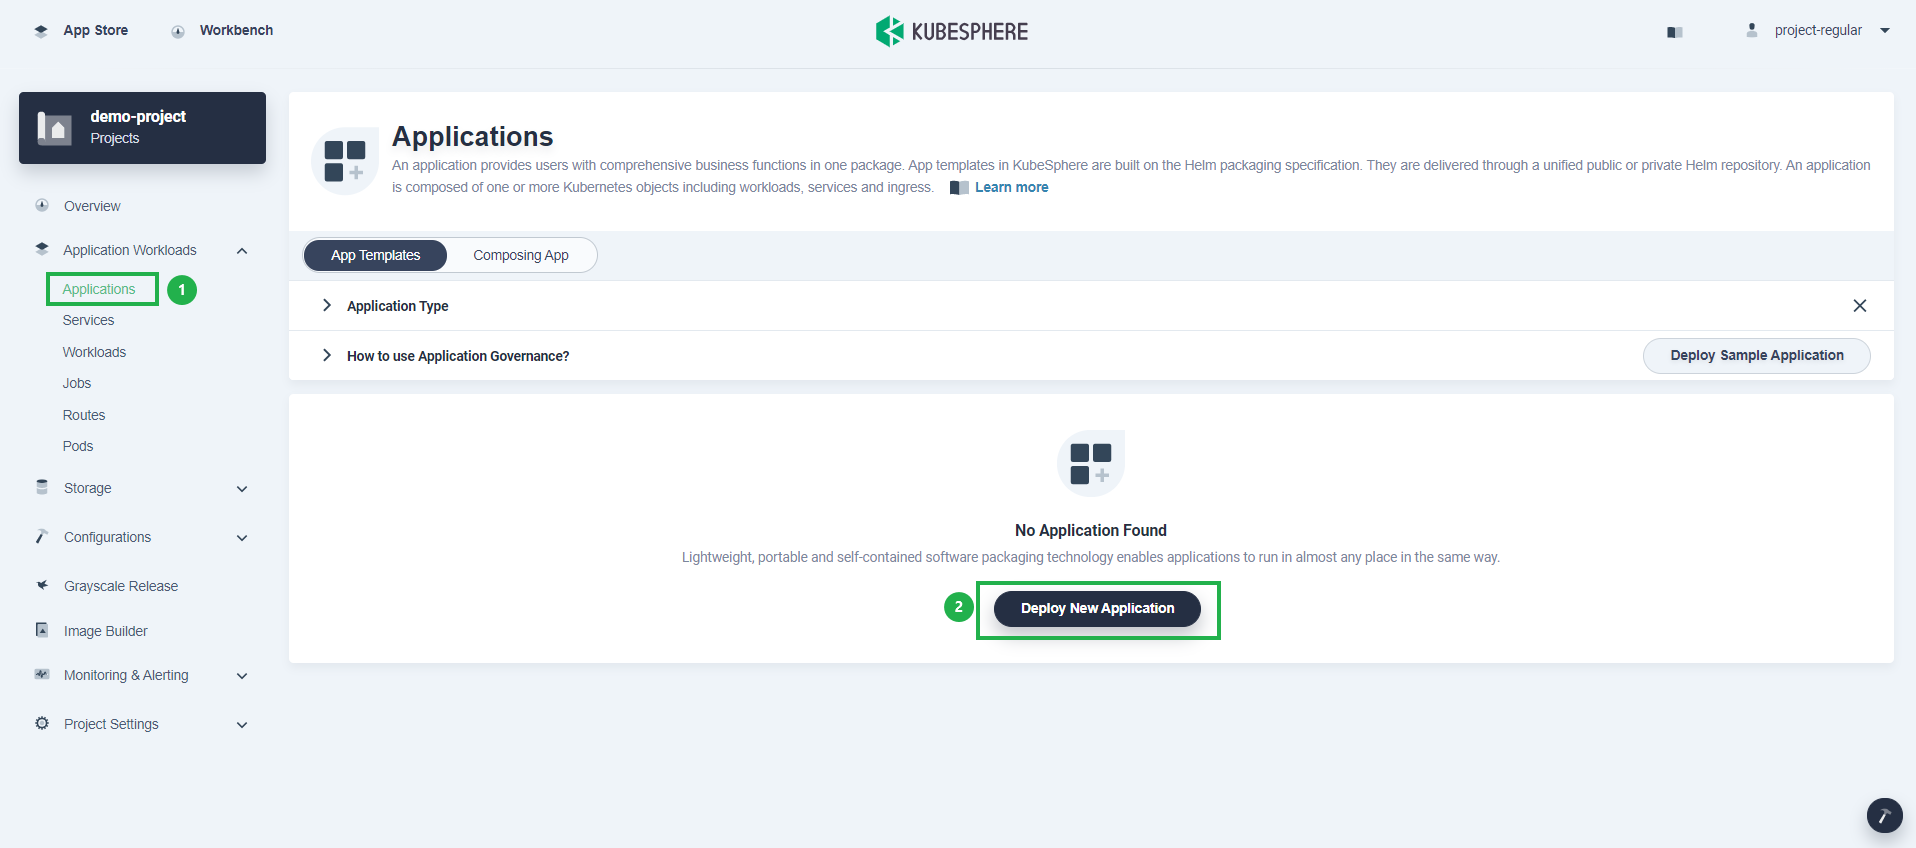 App Store
Workbench
KUBESPHERE
project-regular
demo-project
Projects
Overview
Application Workloads
Applications
1
Services
Workloads
Jobs
Routes
Pods
Storage
Configurations
Grayscale Release
Image Builder
Monitoring & Alerting
Project Settings
Applications
An application provides users with comprehensive business functions in one package. App templates in KubeSphere are built on the Helm packaging specification. They are delivered through a unified public or private Helm repository. An application
is composed of one or more Kubernetes objects including workloads, services and ingress. Learn more
App Templates
Composing App
Application Type
How to use Application Governance?
Deploy Sample Application
No Application Found
Lightweight, portable and self-contained software packaging technology enables applications to run in almost any place in the same way.
2
Deploy New Application